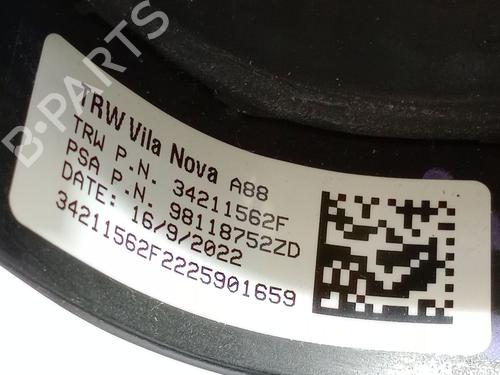 B-PARTS
TRW Vila Nova A88
TRW P.N. 34211562F
PSA P.N. 98118752ZD
DATE: 16/9/2022
34211562F2225901659